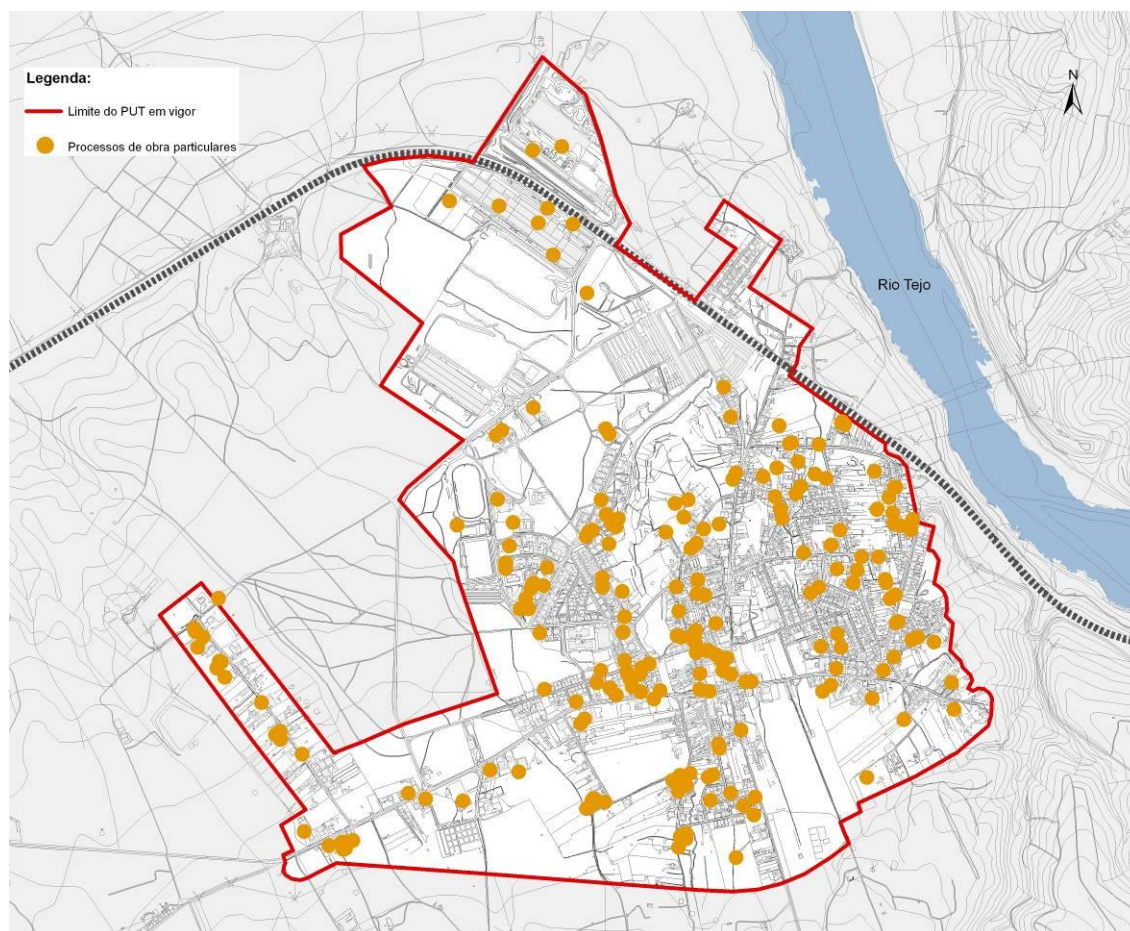 Legenda:
Limite do PUT em vigor
Processos de obra particulares
N
Rio Tejo